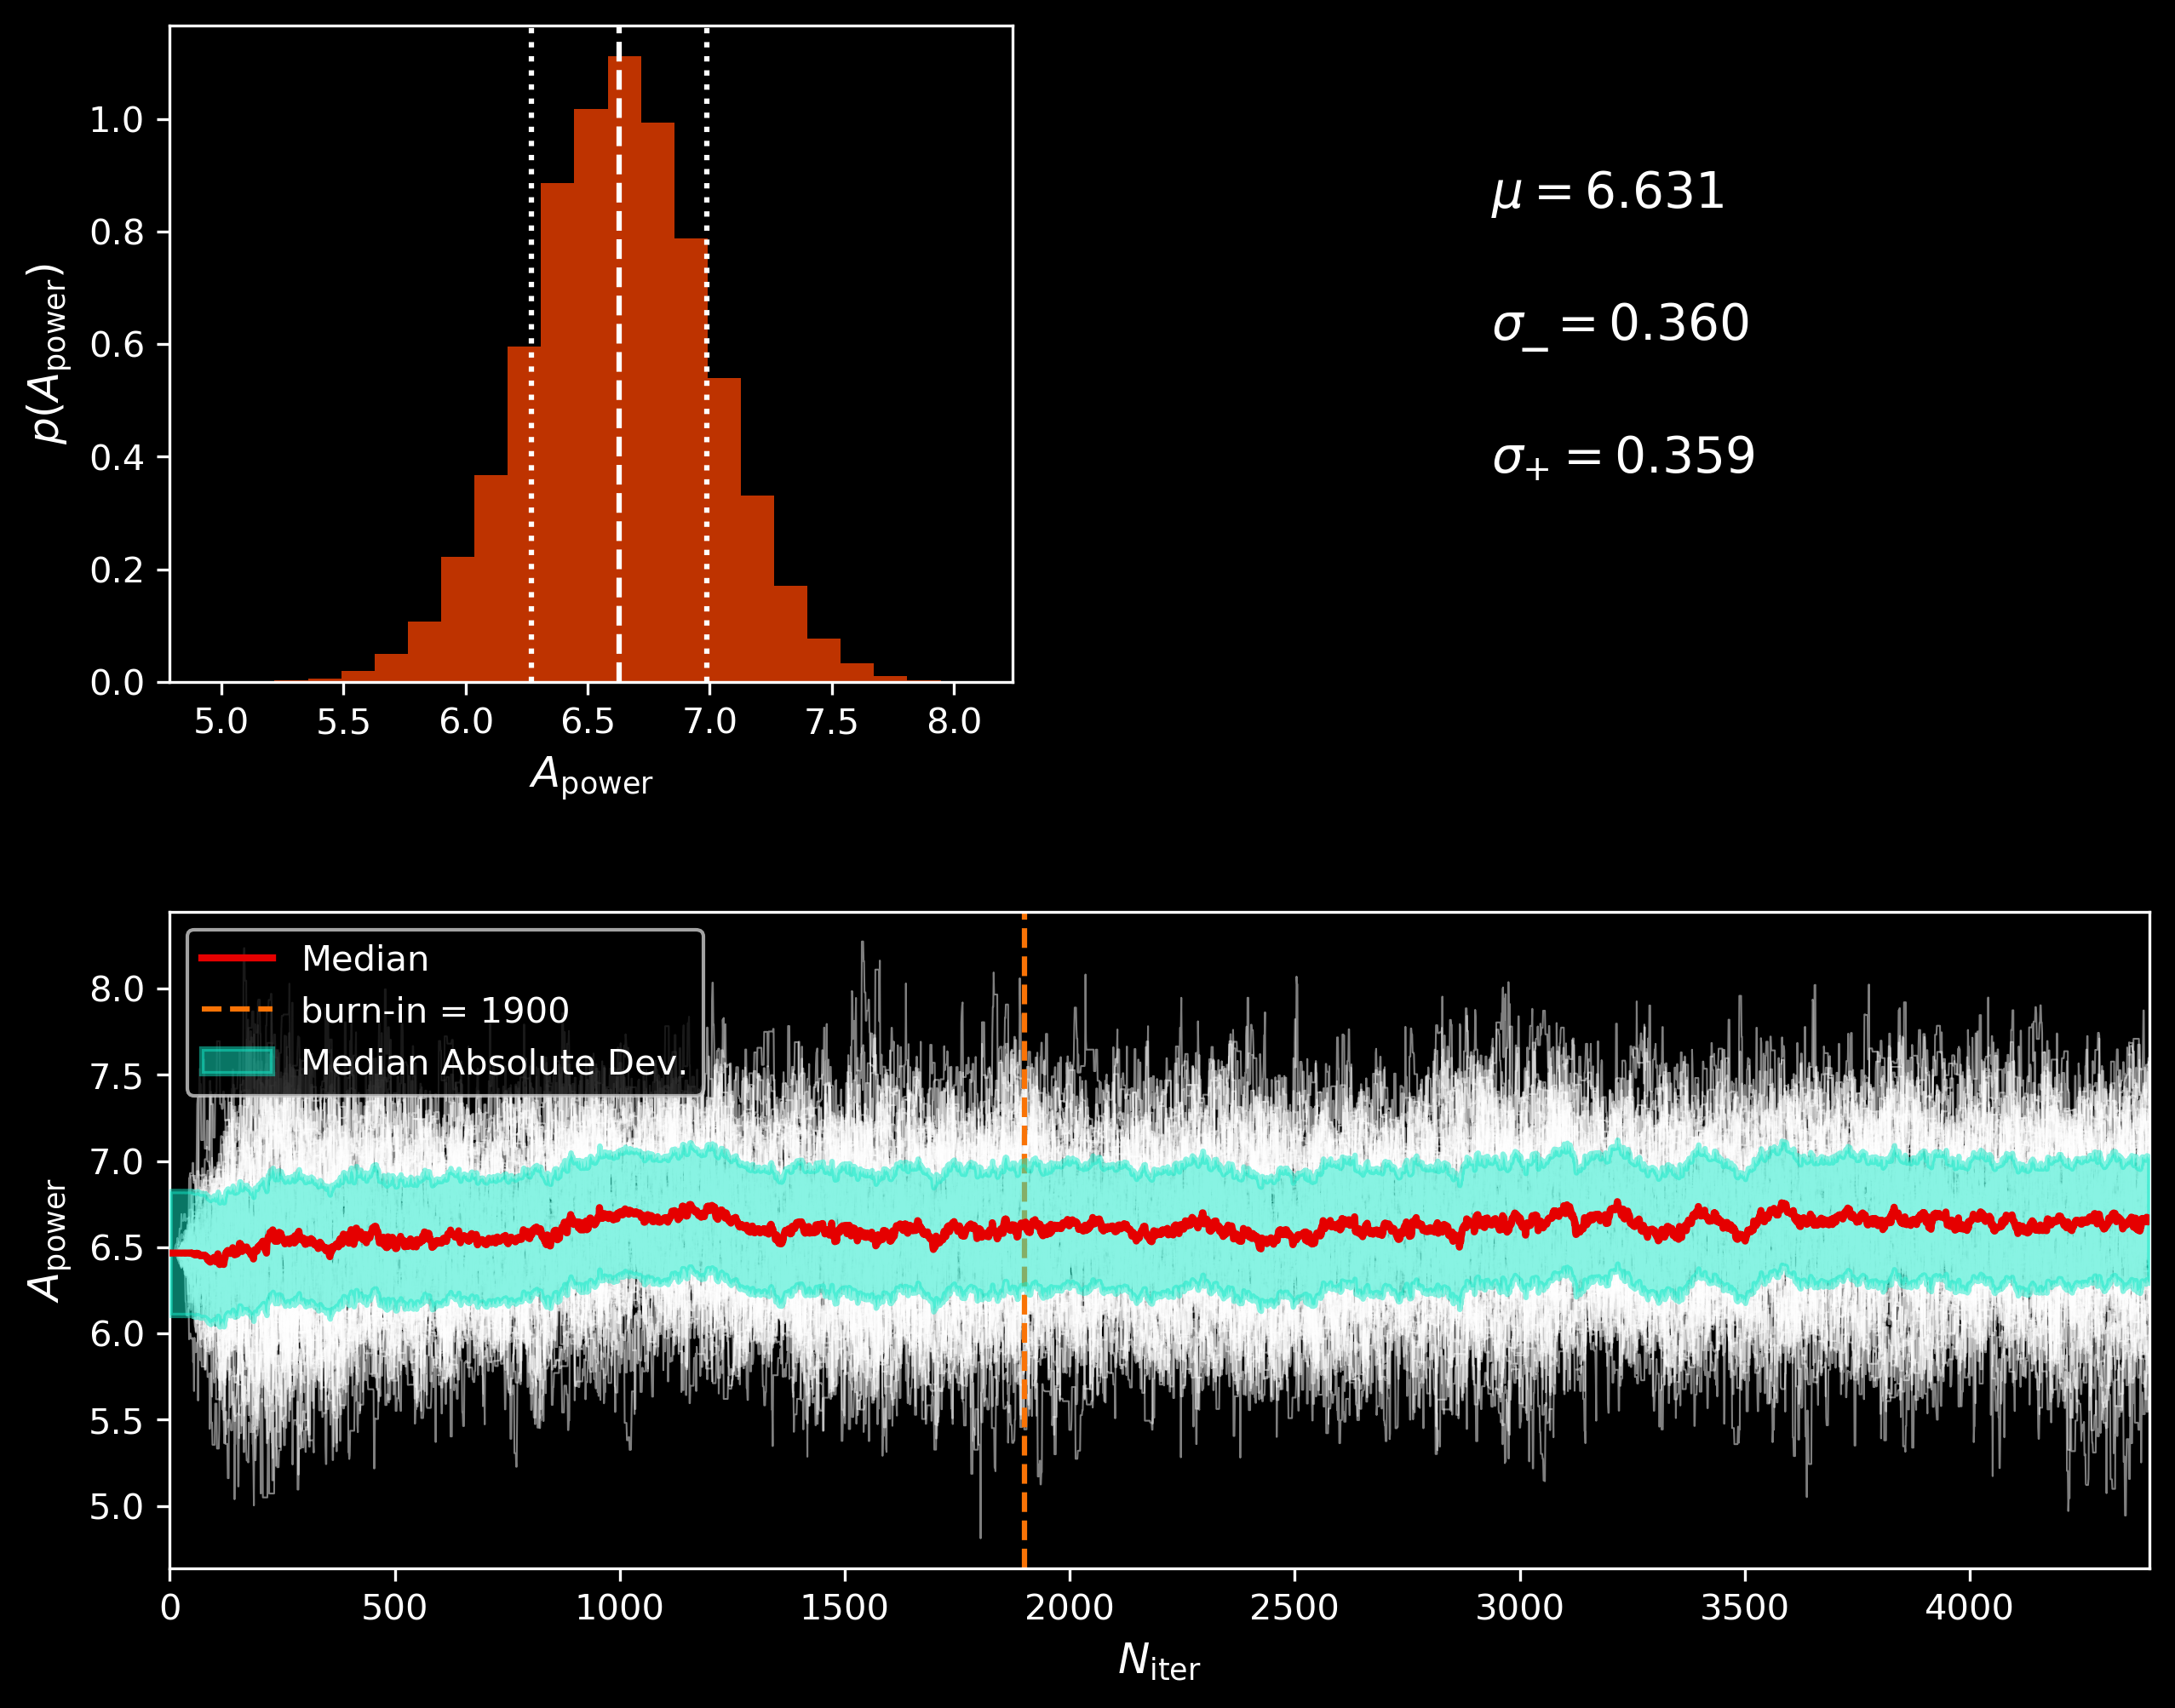 1.0
0.8
0.6
0.4
0.2
0.0
p(A_power)
5.0 5.5 6.0 6.5 7.0 7.5 8.0
A_power
μ = 6.631
σ_− = 0.360
σ_+ = 0.359
Median
burn-in = 1900
Median Absolute Dev.
8.0
7.5
7.0
6.5
6.0
5.5
5.0
A_power
0 500 1000 1500 2000 2500 3000 3500 4000
N_iter